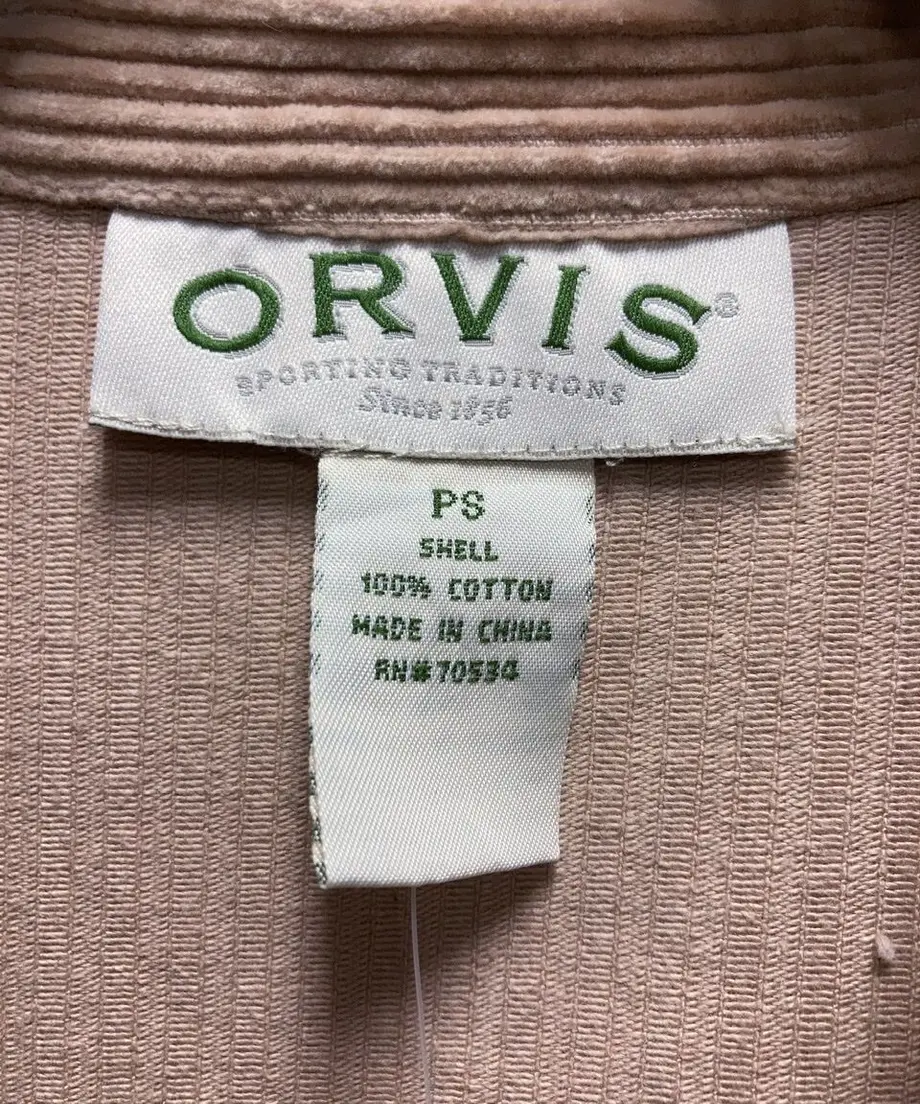 ORVIS®
SPORTING TRADITIONS
Since 1856
PS
SHELL
100% COTTON
MADE IN CHINA
RN#70534